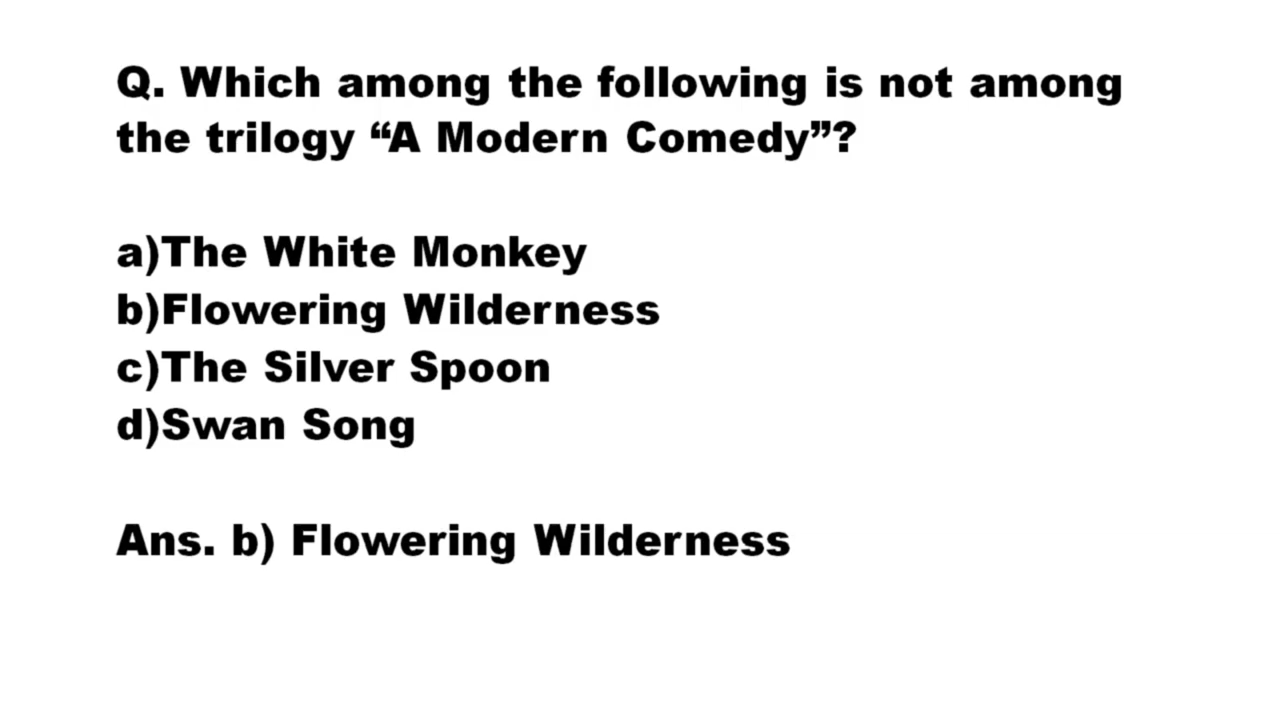 Q. Which among the following is not among
the trilogy “A Modern Comedy”?
a)The White Monkey
b)Flowering Wilderness
c)The Silver Spoon
d)Swan Song
Ans. b) Flowering Wilderness